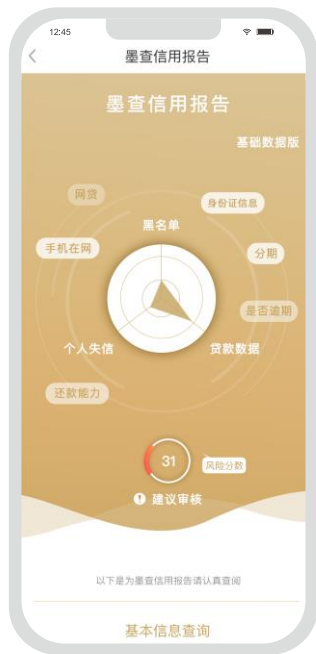 12:45
墨查信用报告
墨查信用报告
基础数据版
网贷
身份证信息
黑名单
手机在网
分期
是否逾期
个人失信
贷款数据
还款能力
31
风险分数
建议审核
以下是为墨查信用报告请认真查阅
基本信息查询